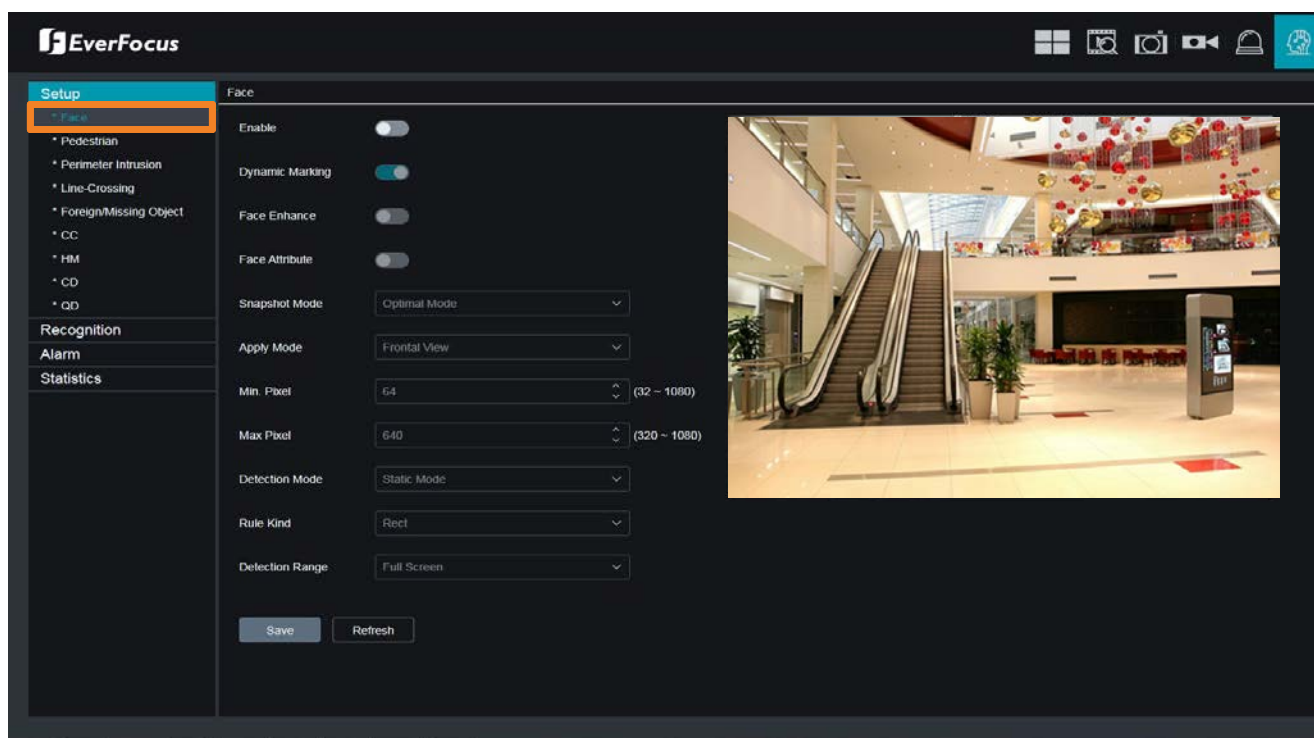 EverFocus
Setup
* Face
* Pedestrian
* Perimeter Intrusion
* Line-Crossing
* Foreign/Missing Object
* CC
* HM
* CD
* QD
Recognition
Alarm
Statistics
Face
Enable
Dynamic Marking
Face Enhance
Face Attribute
Snapshot Mode Optimal Mode
Apply Mode Frontal View
Min. Pixel 64 (32 ~ 1080)
Max Pixel 640 (320 ~ 1080)
Detection Mode Static Mode
Rule Kind Rect
Detection Range Full Screen
Save Refresh